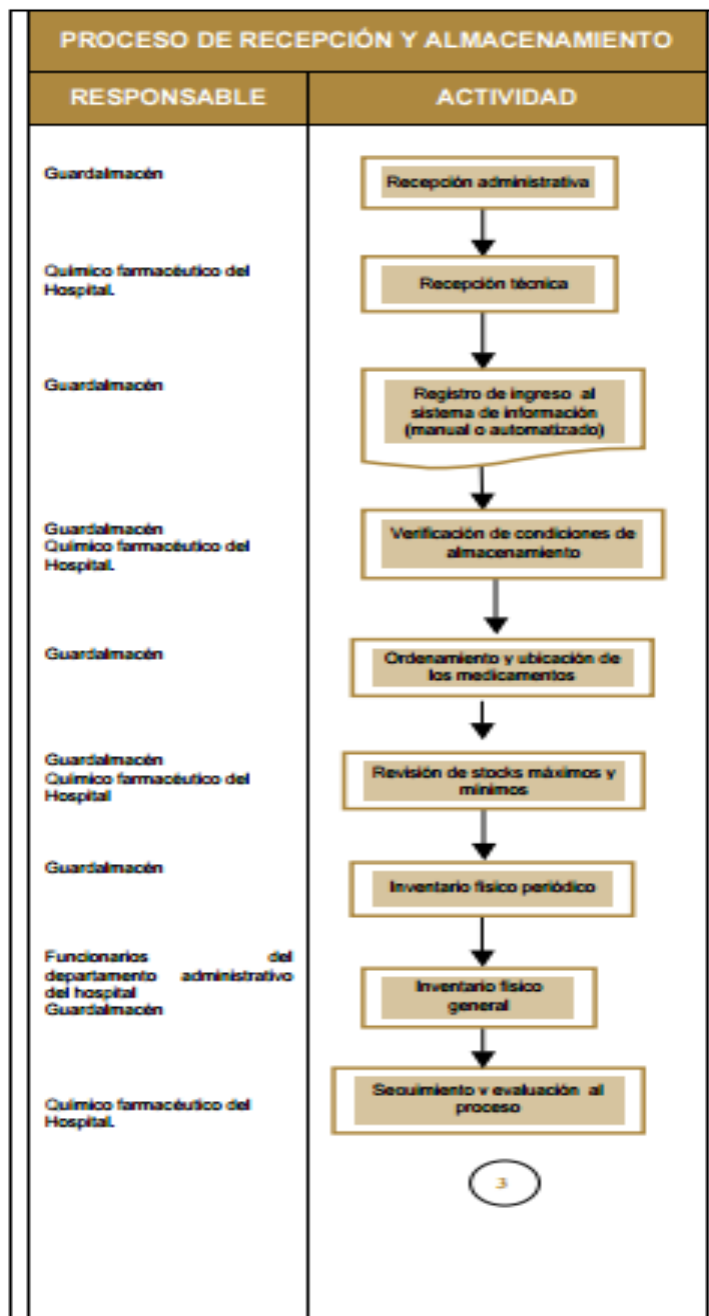 PROCESO DE RECEPCIÓN Y ALMACENAMIENTO
RESPONSABLE
ACTIVIDAD
Guardalmacén
Recepción administrativa
Químico farmacéutico del
Hospital.
Recepción técnica
Guardalmacén
Registro de ingreso al
sistema de información
(manual o automatizado)
Guardalmacén
Químico farmacéutico del
Hospital.
Verificación de condiciones de
almacenamiento
Guardalmacén
Ordenamiento y ubicación de
los medicamentos
Guardalmacén
Químico farmacéutico del
Hospital
Revisión de stocks máximos y
mínimos
Guardalmacén
Inventario físico periódico
Funcionarios del
departamento administrativo
del hospital
Guardalmacén
Inventario físico
general
Químico farmacéutico del
Hospital.
Seguimiento y evaluación al
proceso
3